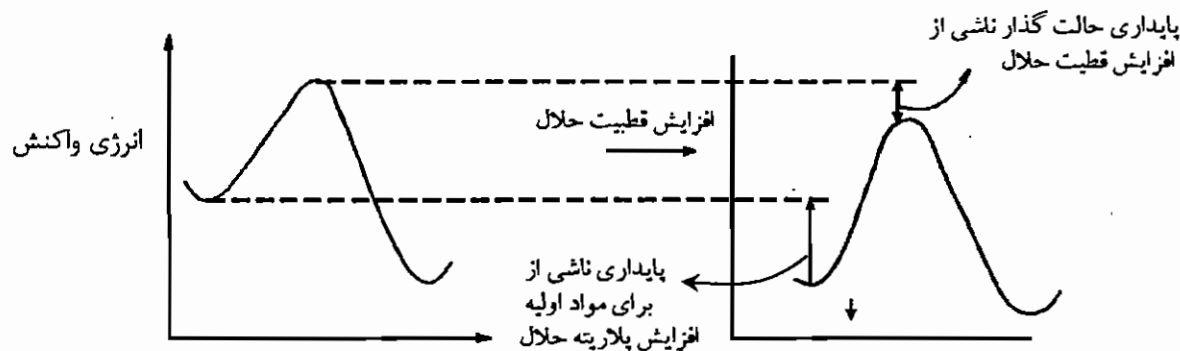 پایداری حالت گذار ناشی از
افزایش قطیت حلال
افزایش قطبیت حلال
انرژی واکنش
پایداری ناشی از
برای مواد اولیه
افزایش پلاریته حلال